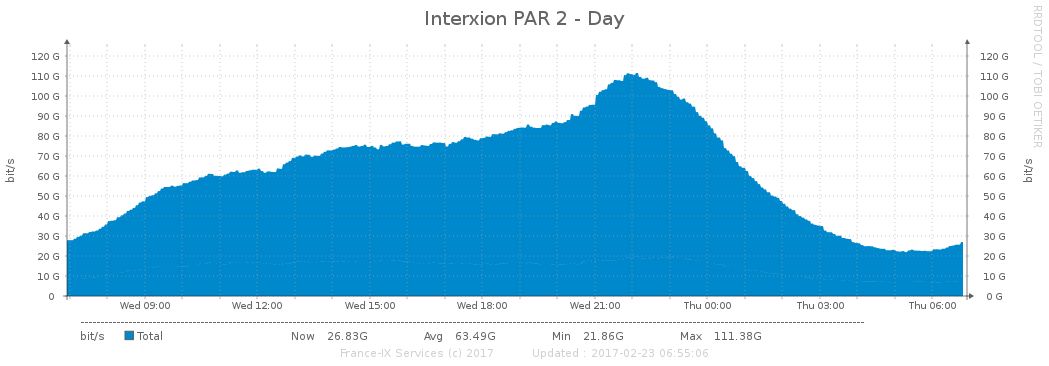 Interxion PAR 2 - Day
RRDTOOL / TOBI OETIKER
bit/s
120 G
110 G
100 G
90 G
80 G
70 G
60 G
50 G
40 G
30 G
20 G
10 G
0
120 G
110 G
100 G
90 G
80 G
70 G
60 G
50 G
40 G
30 G
20 G
10 G
0 G
bit/s
Wed 09:00 Wed 12:00 Wed 15:00 Wed 18:00 Wed 21:00 Thu 00:00 Thu 03:00 Thu 06:00
bit/s Total Now 26.83G Avg 63.49G Min 21.86G Max 111.38G
France-IX Services (c) 2017 Updated : 2017-02-23 06:55:06